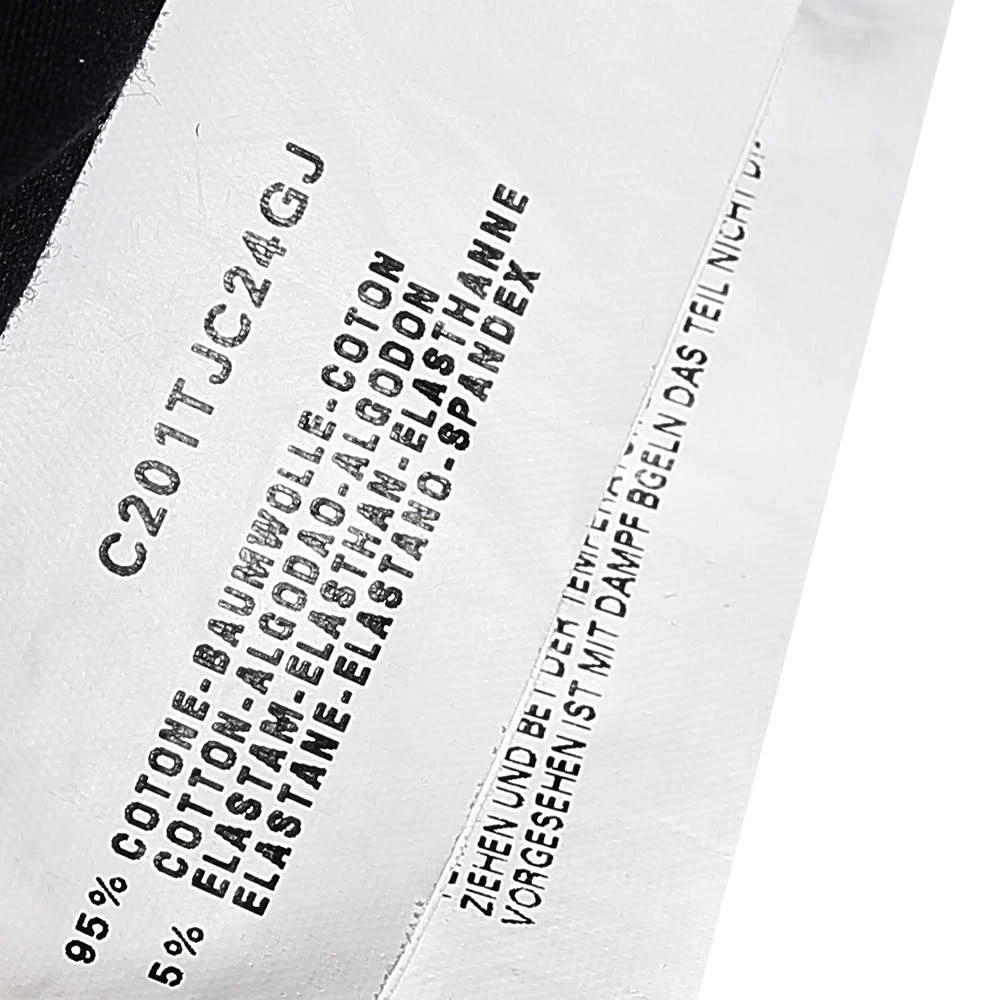 C201TJC24GJ
95% COTONE-BAUMWOLLE-COTON
COTTON-ALGODAO-ALGODON
5% ELASTAM-ELASTHAN-ELASTHANNE
ELASTANE-ELASTANO-SPANDEX
ZIEHEN UND BEI DER
VORGESEHEN IST MIT DAMPF BGELN DAS TEIL NICHT